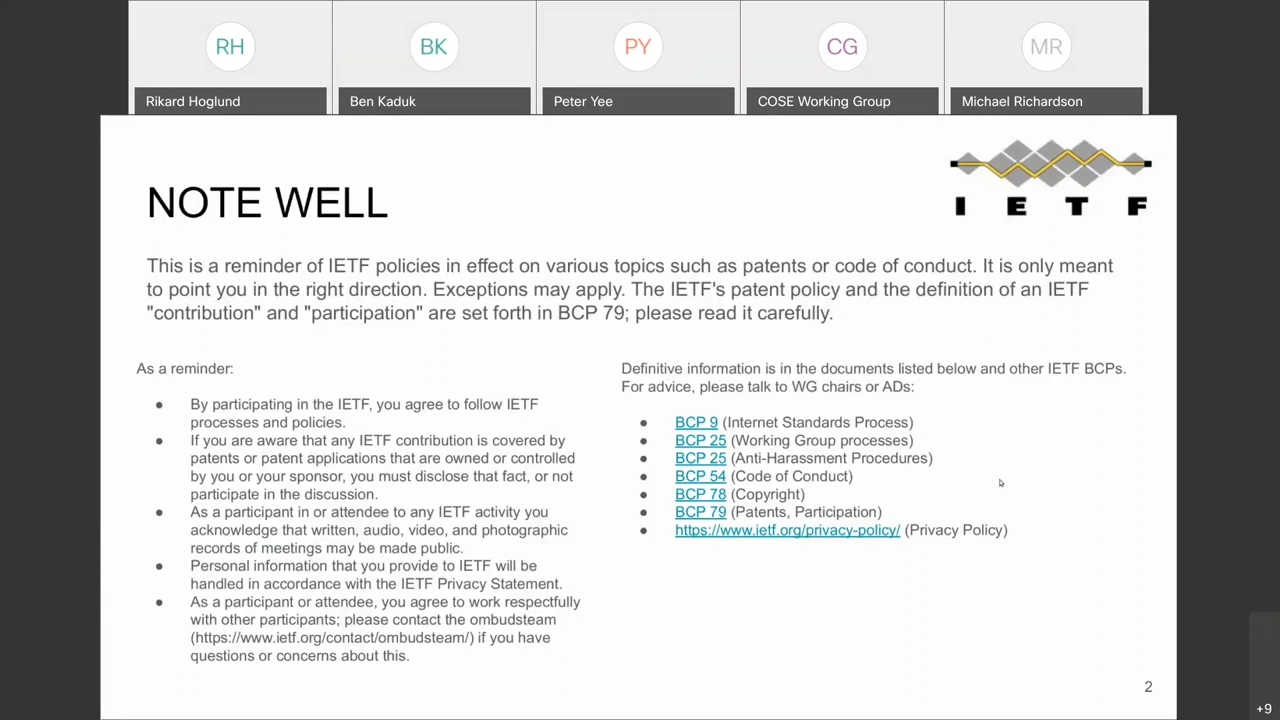 RH
BK
PY
CG
MR
Rikard Hoglund
Ben Kaduk
Peter Yee
COSE Working Group
Michael Richardson
I E T F
NOTE WELL
This is a reminder of IETF policies in effect on various topics such as patents or code of conduct. It is only meant
to point you in the right direction. Exceptions may apply. The IETF's patent policy and the definition of an IETF
"contribution" and "participation" are set forth in BCP 79; please read it carefully.
As a reminder:
● By participating in the IETF, you agree to follow IETF
processes and policies.
● If you are aware that any IETF contribution is covered by
patents or patent applications that are owned or controlled
by you or your sponsor, you must disclose that fact, or not
participate in the discussion.
● As a participant in or attendee to any IETF activity you
acknowledge that written, audio, video, and photographic
records of meetings may be made public.
● Personal information that you provide to IETF will be
handled in accordance with the IETF Privacy Statement.
● As a participant or attendee, you agree to work respectfully
with other participants; please contact the ombudsteam
(https://www.ietf.org/contact/ombudsteam/) if you have
questions or concerns about this.
Definitive information is in the documents listed below and other IETF BCPs.
For advice, please talk to WG chairs or ADs:
● BCP 9 (Internet Standards Process)
● BCP 25 (Working Group processes)
● BCP 25 (Anti-Harassment Procedures)
● BCP 54 (Code of Conduct)
● BCP 78 (Copyright)
● BCP 79 (Patents, Participation)
● https://www.ietf.org/privacy-policy/ (Privacy Policy)
2
+9